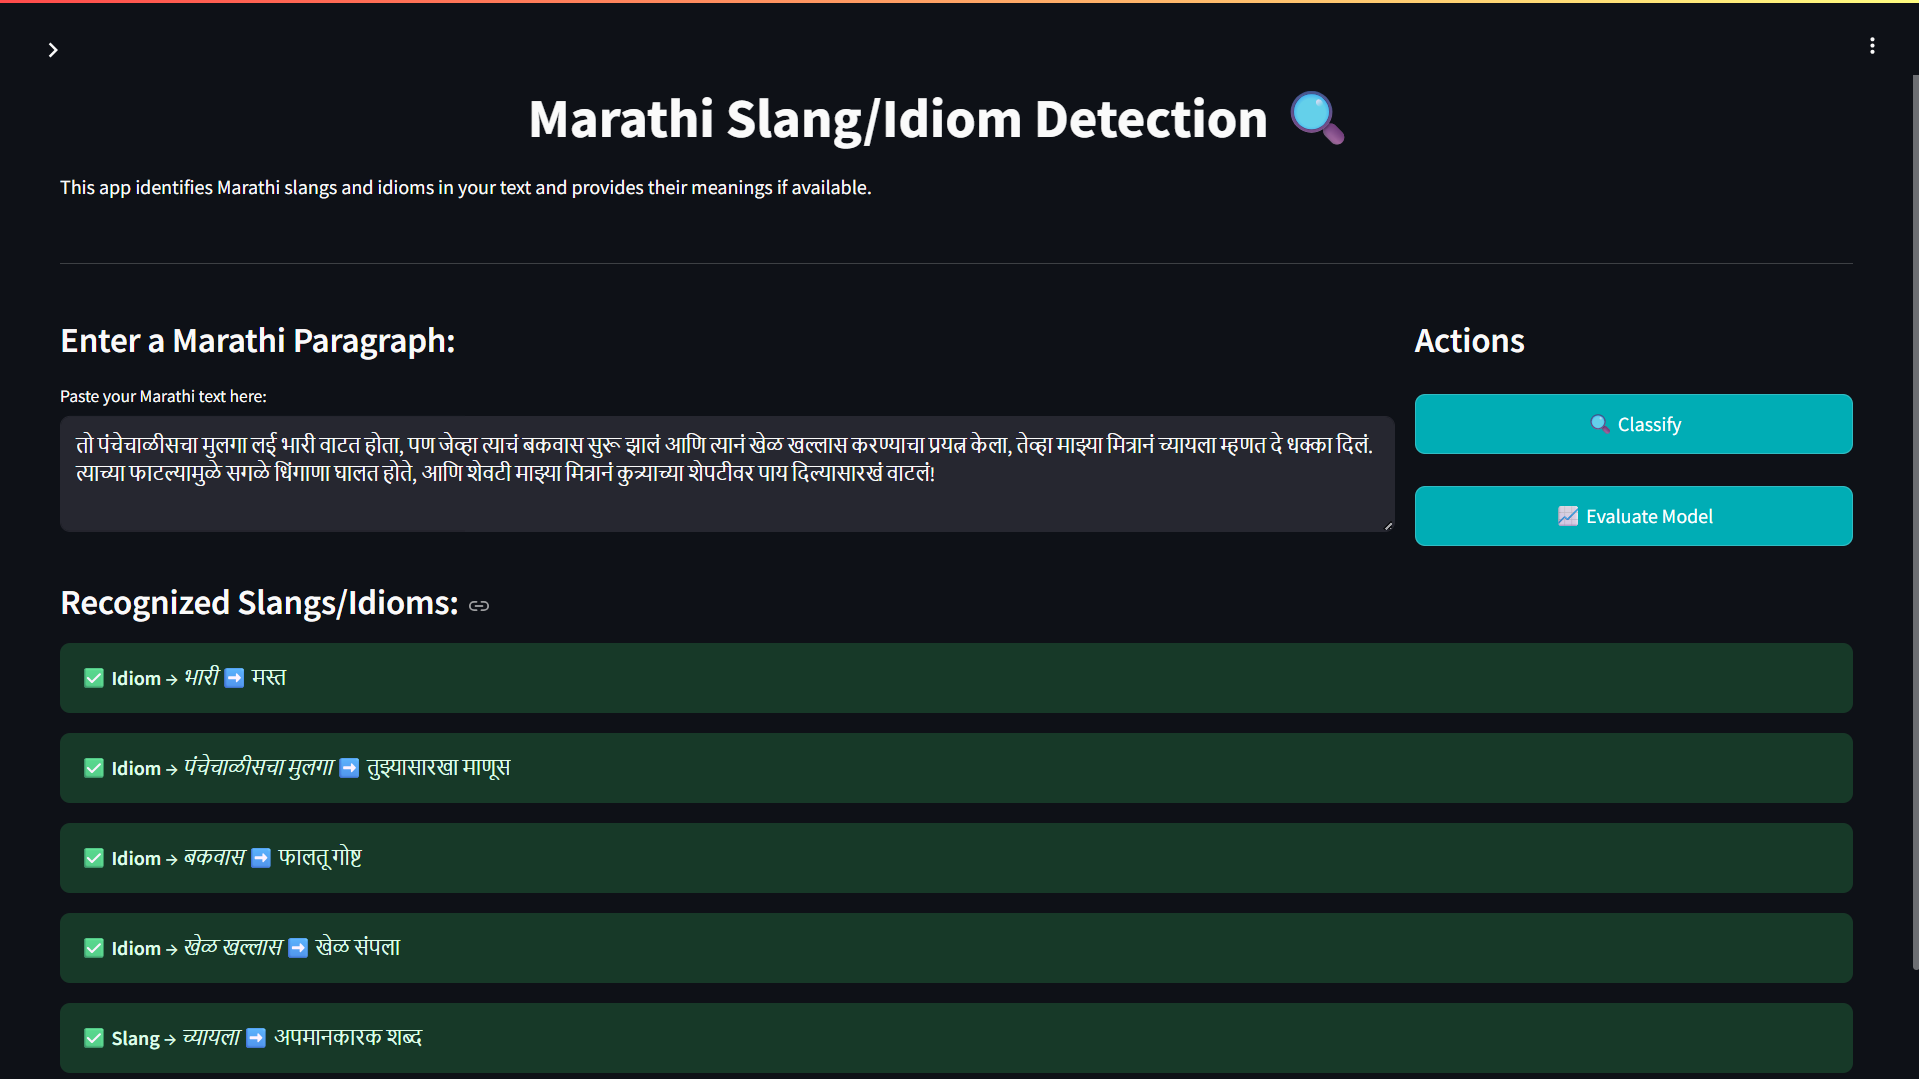 Marathi Slang/Idiom Detection 🔍
This app identifies Marathi slangs and idioms in your text and provides their meanings if available.
Enter a Marathi Paragraph:
Actions
Paste your Marathi text here:
तो पंचेचाळीसचा मुलगा लई भारी वाटत होता, पण जेव्हा त्याचं बकवास सुरू झालं आणि त्यानं खेळ खल्लास करण्याचा प्रयत्न केला, तेव्हा माझ्या मित्रानं च्यायला म्हणत दे धक्का दिलं.
त्याच्या फाटल्यामुळे सगळे धिंगाणा घालत होते, आणि शेवटी माझ्या मित्रानं कुत्र्याच्या शेपटीवर पाय दिल्यासारखं वाटलं!
🔍 Classify
📈 Evaluate Model
Recognized Slangs/Idioms:
✅ Idiom → भारी ➡️ मस्त
✅ Idiom → पंचेचाळीसचा मुलगा ➡️ तुझ्यासारखा माणूस
✅ Idiom → बकवास ➡️ फालतू गोष्ट
✅ Idiom → खेळ खल्लास ➡️ खेळ संपला
✅ Slang → च्यायला ➡️ अपमानकारक शब्द